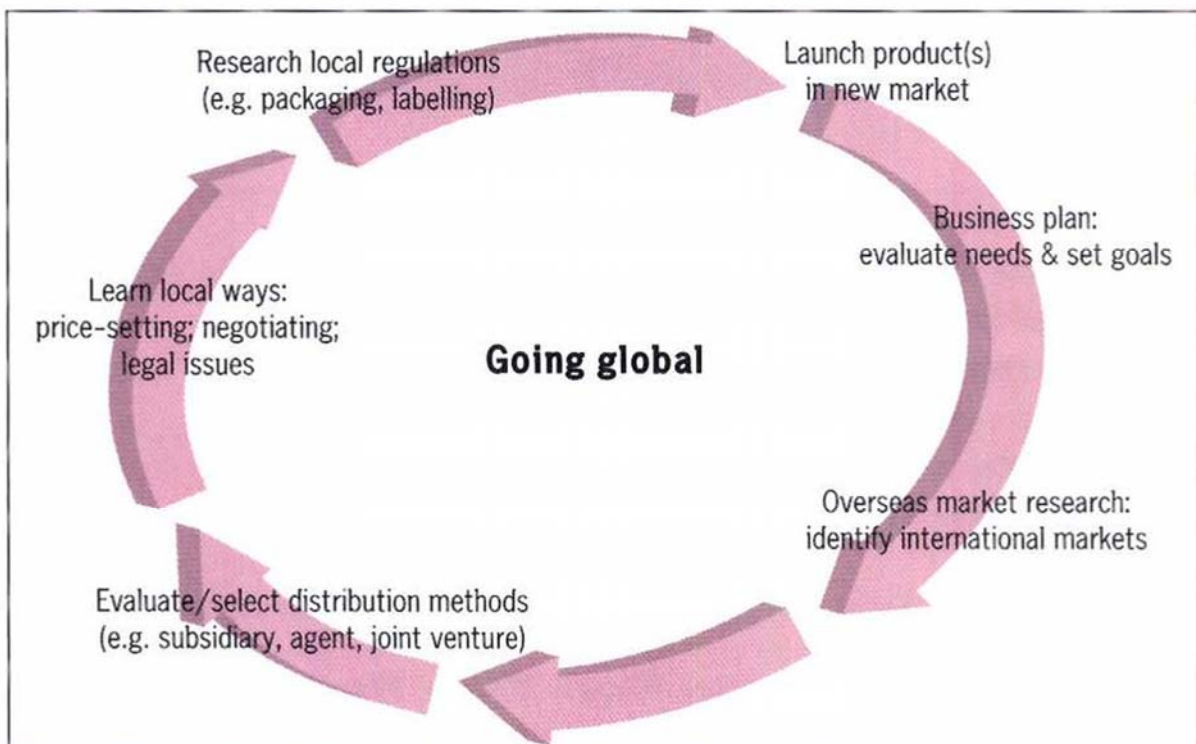 Research local regulations
(e.g. packaging, labelling)
Launch product(s)
in new market
Business plan:
evaluate needs & set goals
Learn local ways:
price-setting; negotiating;
legal issues
Going global
Overseas market research:
identify international markets
Evaluate/select distribution methods
(e.g. subsidiary, agent, joint venture)